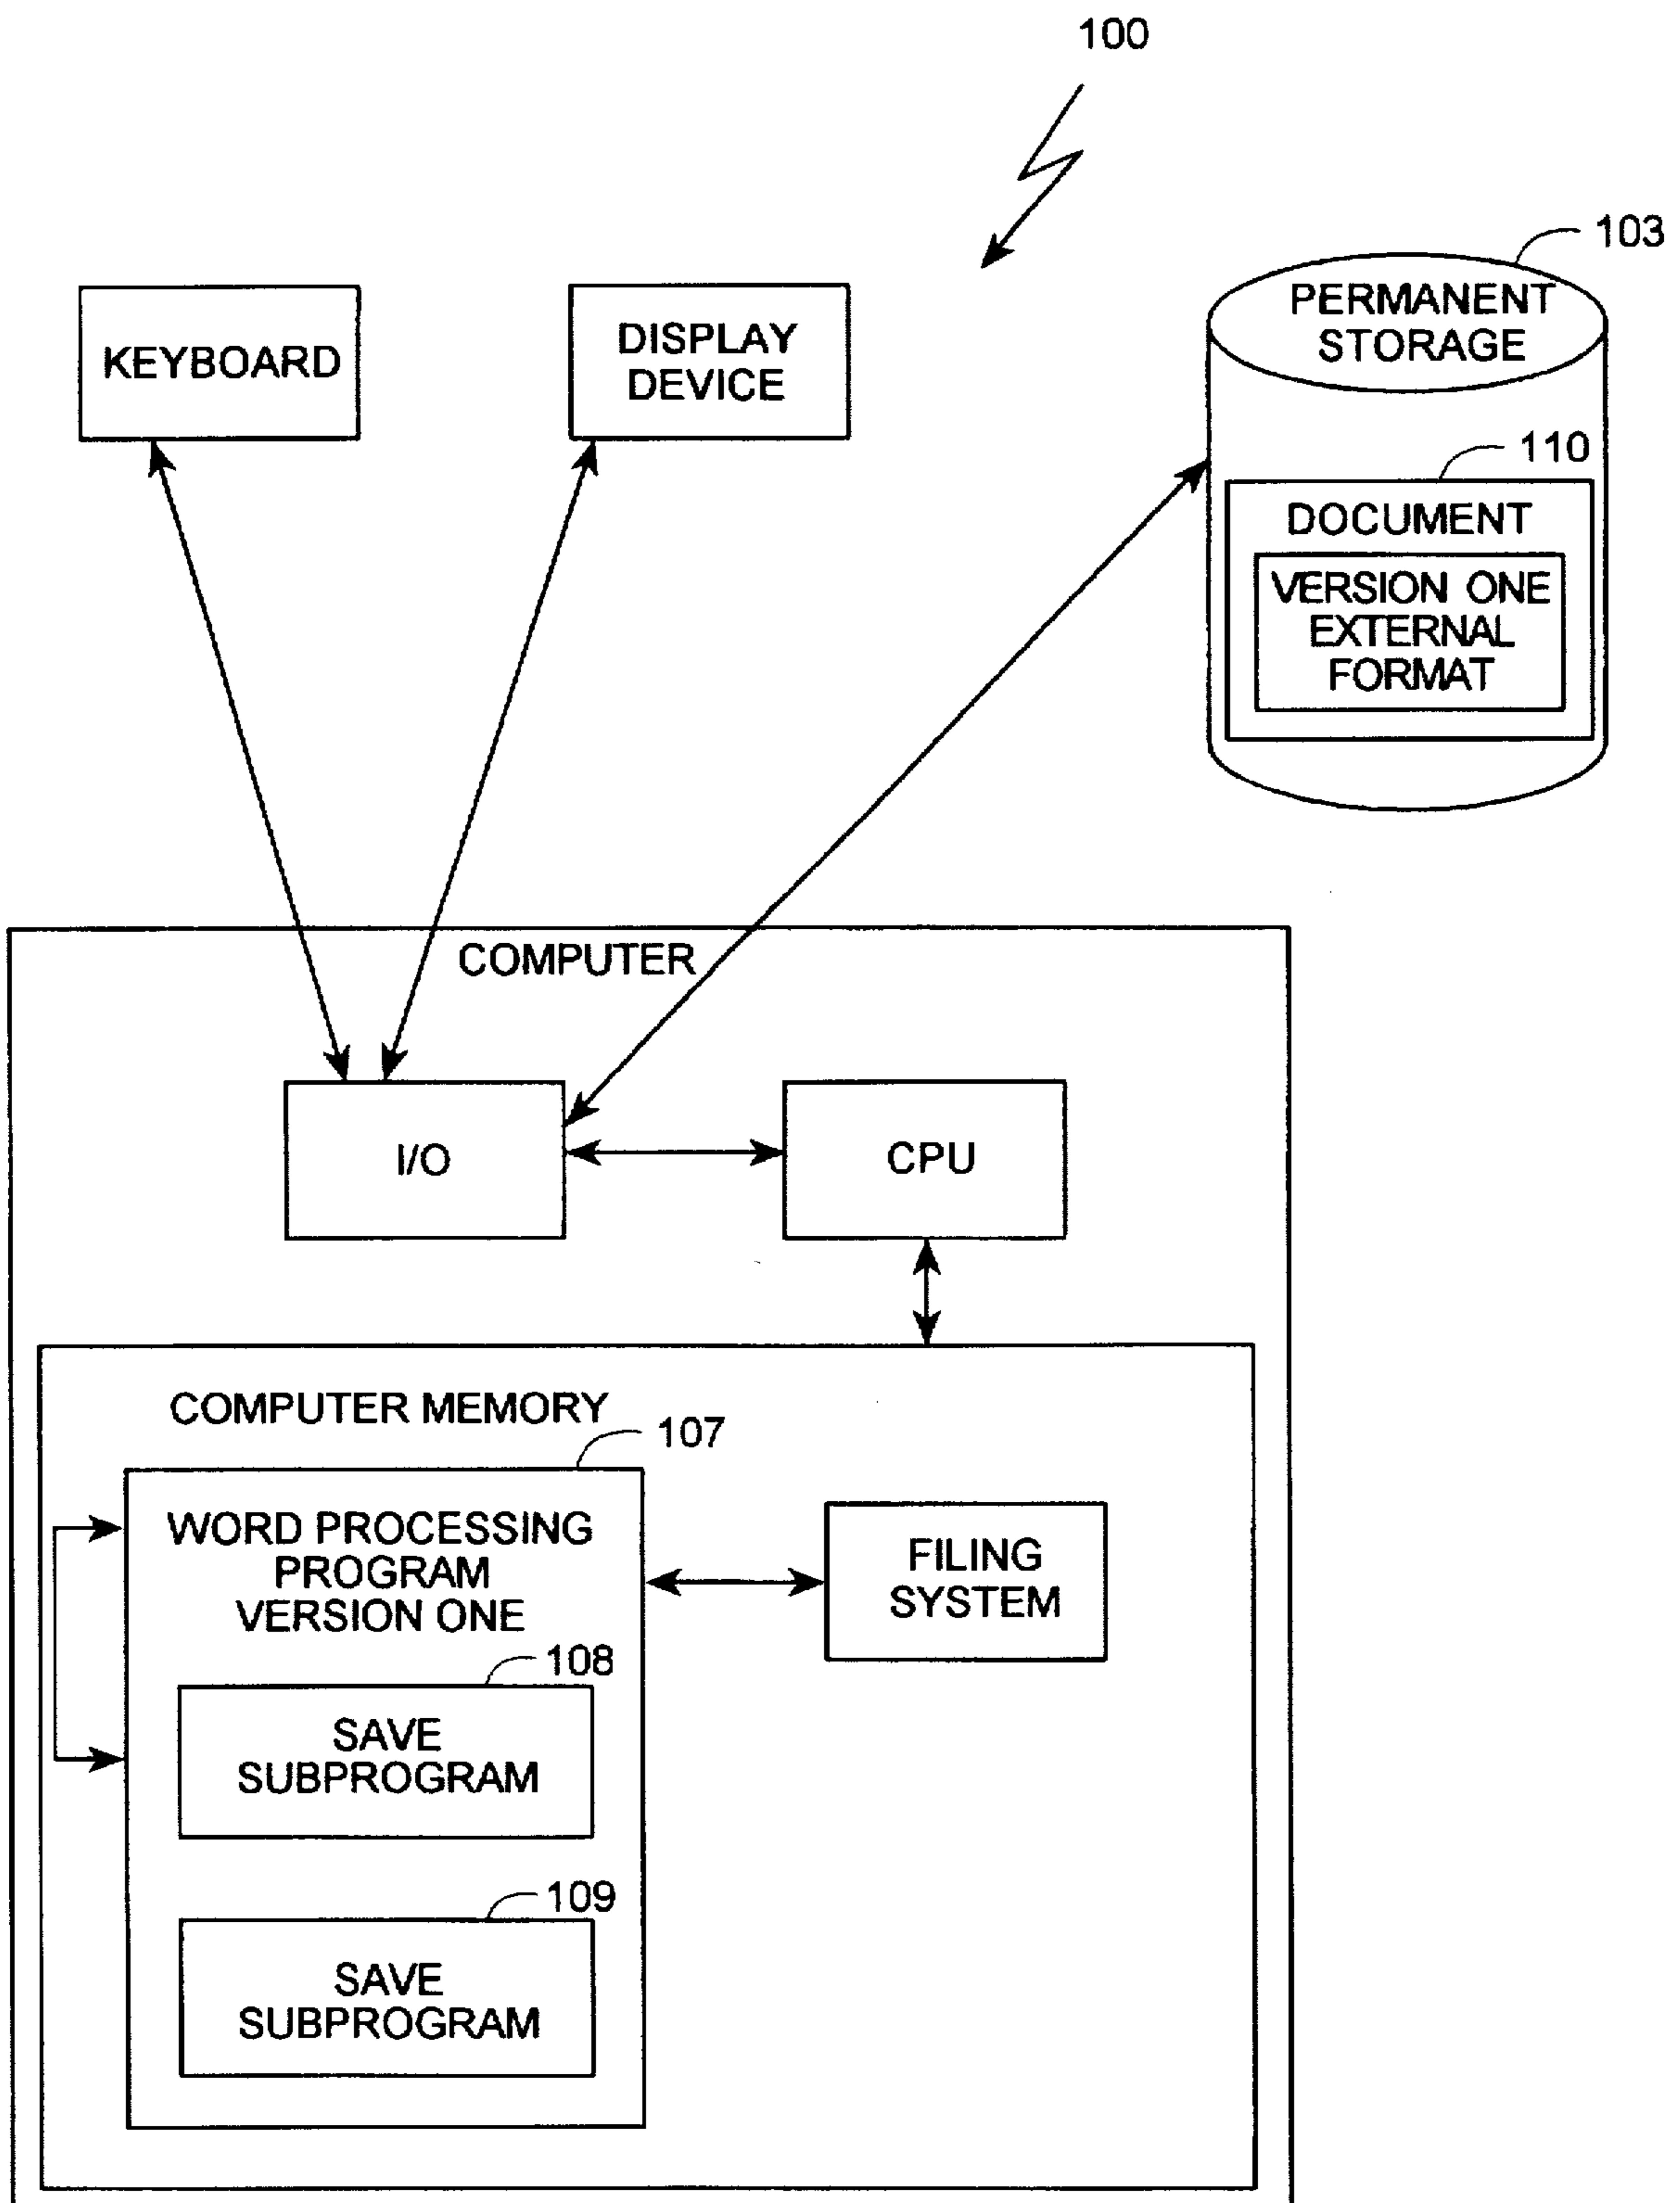 100
103
PERMANENT
STORAGE
KEYBOARD
DISPLAY
DEVICE
110
DOCUMENT
VERSION ONE
EXTERNAL
FORMAT
COMPUTER
I/O
CPU
COMPUTER MEMORY
107
WORD PROCESSING
PROGRAM
VERSION ONE
FILING
SYSTEM
108
SAVE
SUBPROGRAM
109
SAVE
SUBPROGRAM